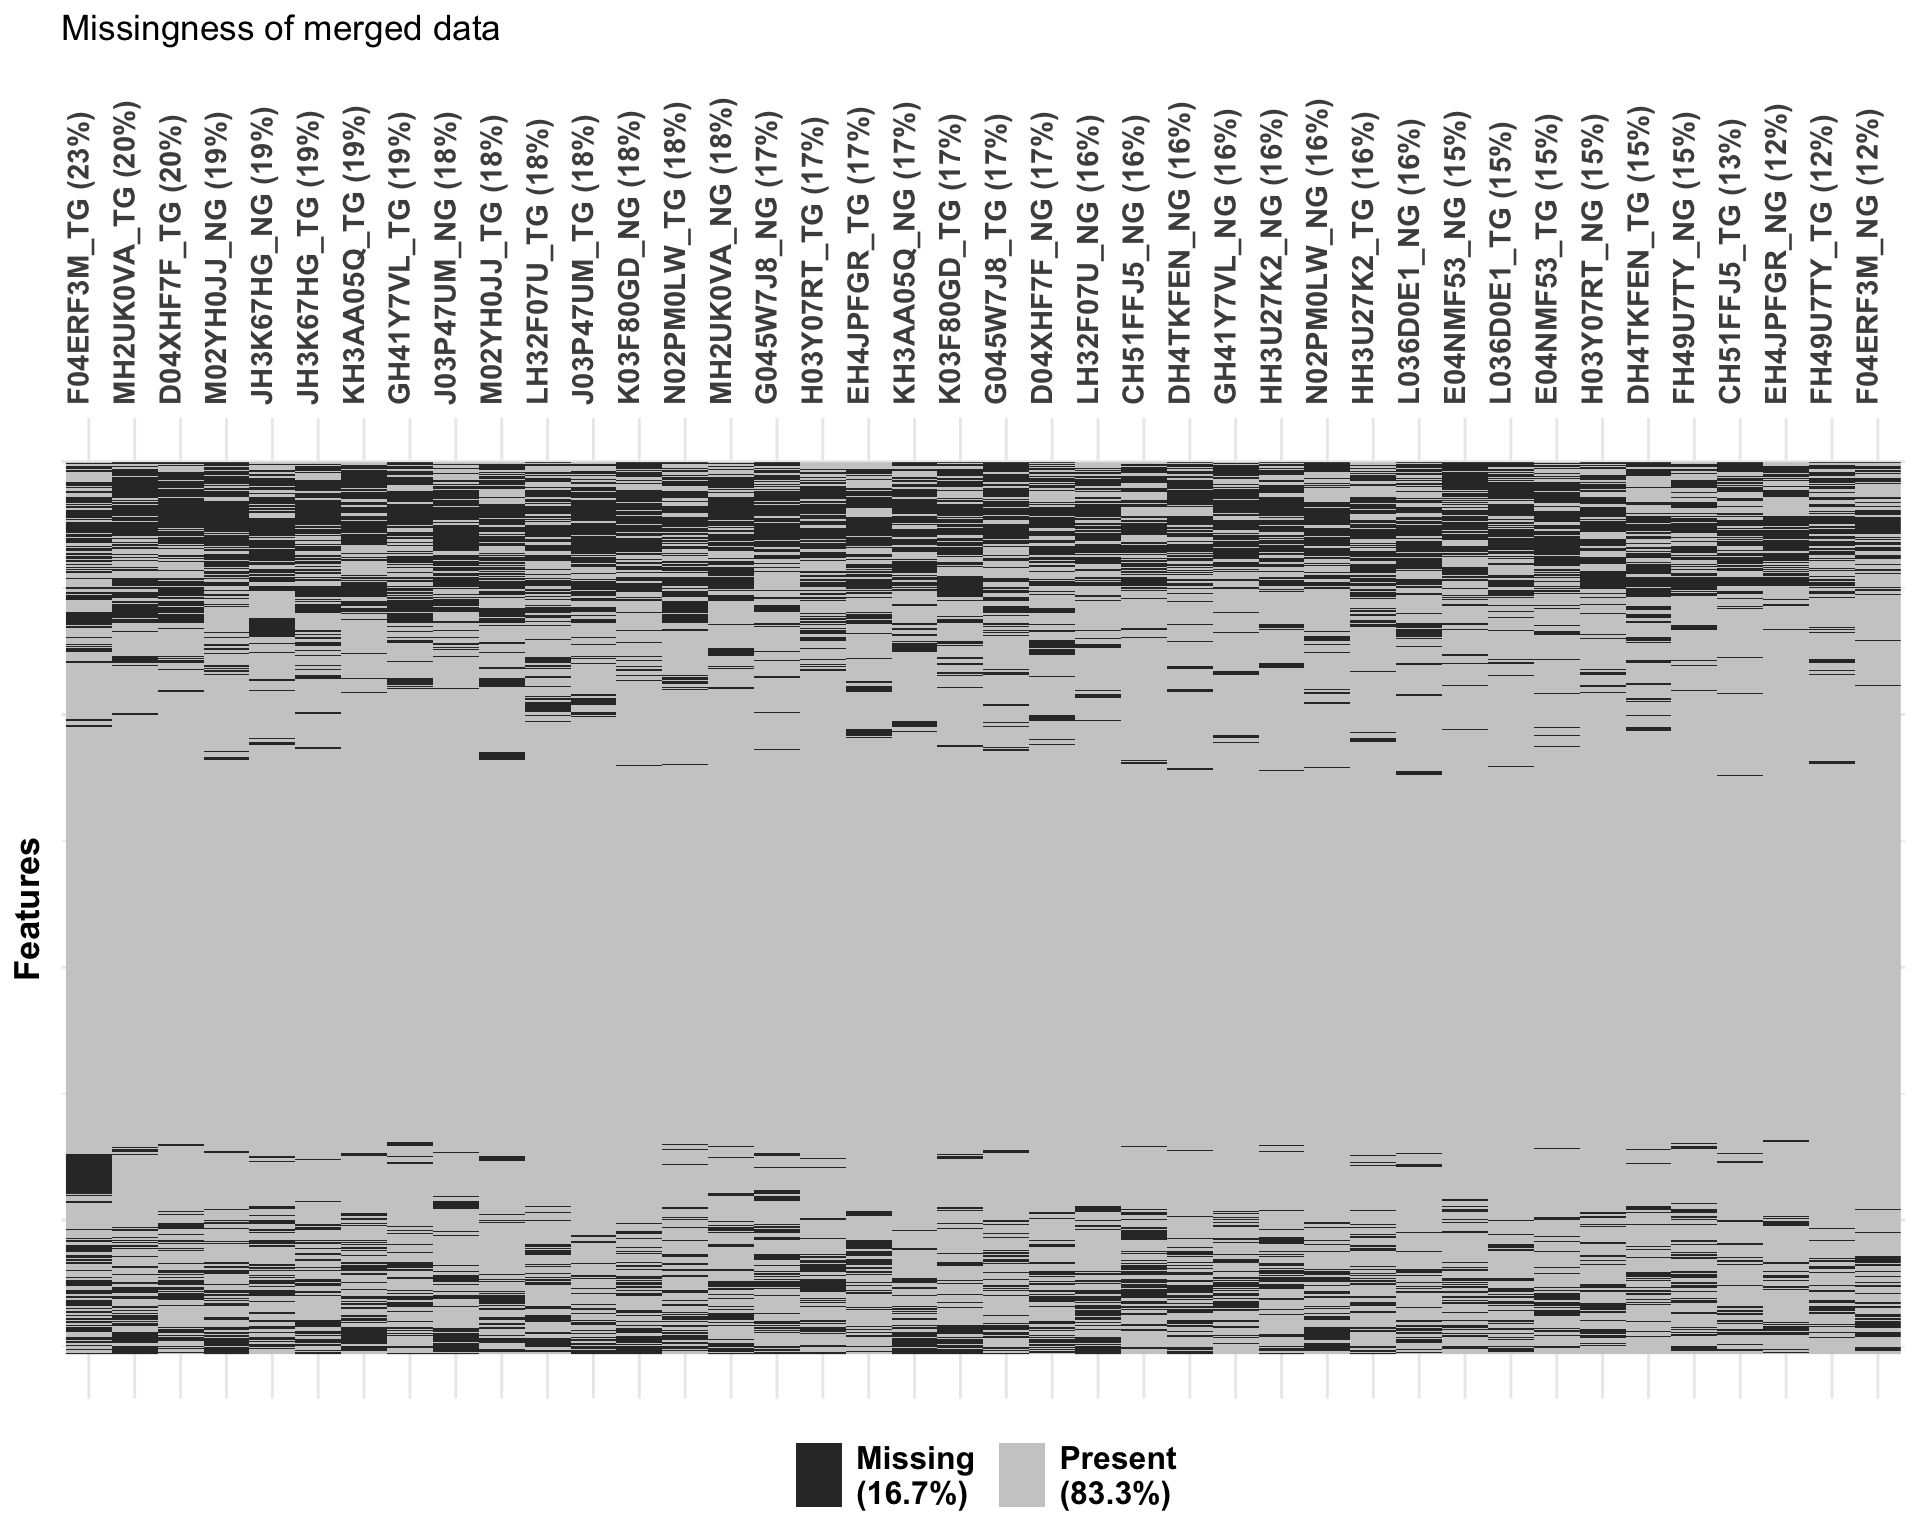 Missingness of merged data
F04ERF3M_TG (23%)
MH2UK0VA_TG (20%)
D04XHF7F_TG (20%)
M02YH0JJ_NG (19%)
JH3K67HG_NG (19%)
JH3K67HG_TG (19%)
KH3AA05Q_TG (19%)
GH41Y7VL_TG (19%)
J03P47UM_NG (18%)
M02YH0JJ_TG (18%)
LH32F07U_TG (18%)
J03P47UM_TG (18%)
K03F80GD_NG (18%)
N02PM0LW_TG (18%)
MH2UK0VA_NG (18%)
G045W7J8_NG (17%)
H03Y07RT_TG (17%)
EH4JPFGR_TG (17%)
KH3AA05Q_NG (17%)
K03F80GD_TG (17%)
G045W7J8_TG (17%)
D04XHF7F_NG (17%)
LH32F07U_NG (16%)
CH51FFJ5_NG (16%)
DH4TKFEN_NG (16%)
GH41Y7VL_NG (16%)
HH3U27K2_NG (16%)
N02PM0LW_NG (16%)
HH3U27K2_TG (16%)
L036D0E1_NG (16%)
E04NMF53_NG (15%)
L036D0E1_TG (15%)
E04NMF53_TG (15%)
H03Y07RT_NG (15%)
DH4TKFEN_TG (15%)
FH49U7TY_NG (15%)
CH51FFJ5_TG (13%)
EH4JPFGR_NG (12%)
FH49U7TY_TG (12%)
F04ERF3M_NG (12%)
Features
Missing
(16.7%)
Present
(83.3%)